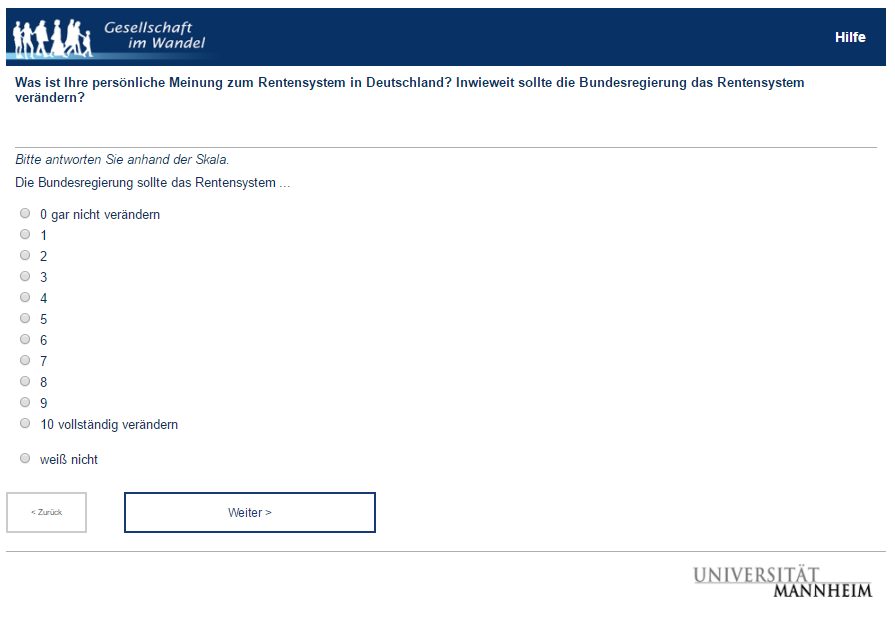 Gesellschaft
im Wandel
Hilfe
Was ist Ihre persönliche Meinung zum Rentensystem in Deutschland? Inwieweit sollte die Bundesregierung das Rentensystem
verändern?
Bitte antworten Sie anhand der Skala.
Die Bundesregierung sollte das Rentensystem ...
0 gar nicht verändern
1
2
3
4
5
6
7
8
9
10 vollständig verändern
weiß nicht
< Zurück
Weiter >
UNIVERSITÄT
MANNHEIM